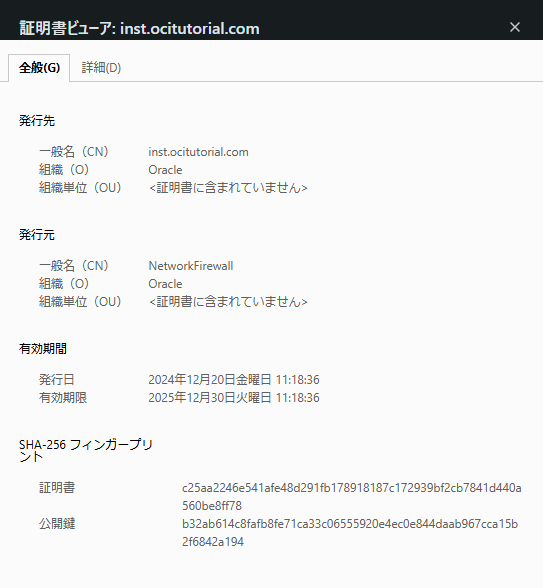 証明書ビューア: inst.ocitutorial.com ×
全般(G) 詳細(D)
発行先
一般名（CN） inst.ocitutorial.com
組織（O） Oracle
組織単位（OU） <証明書に含まれていません>
発行元
一般名（CN） NetworkFirewall
組織（O） Oracle
組織単位（OU） <証明書に含まれていません>
有効期間
発行日 2024年12月20日金曜日 11:18:36
有効期限 2025年12月30日火曜日 11:18:36
SHA-256 フィンガープリ
ント
証明書 c25aa2246e541afe48d291fb178918187c172939bf2cb7841d440a
560be8ff78
公開鍵 b32ab614c8fafb8fe71ca33c06555920e4ec0e844daab967cca15b
2f6842a194